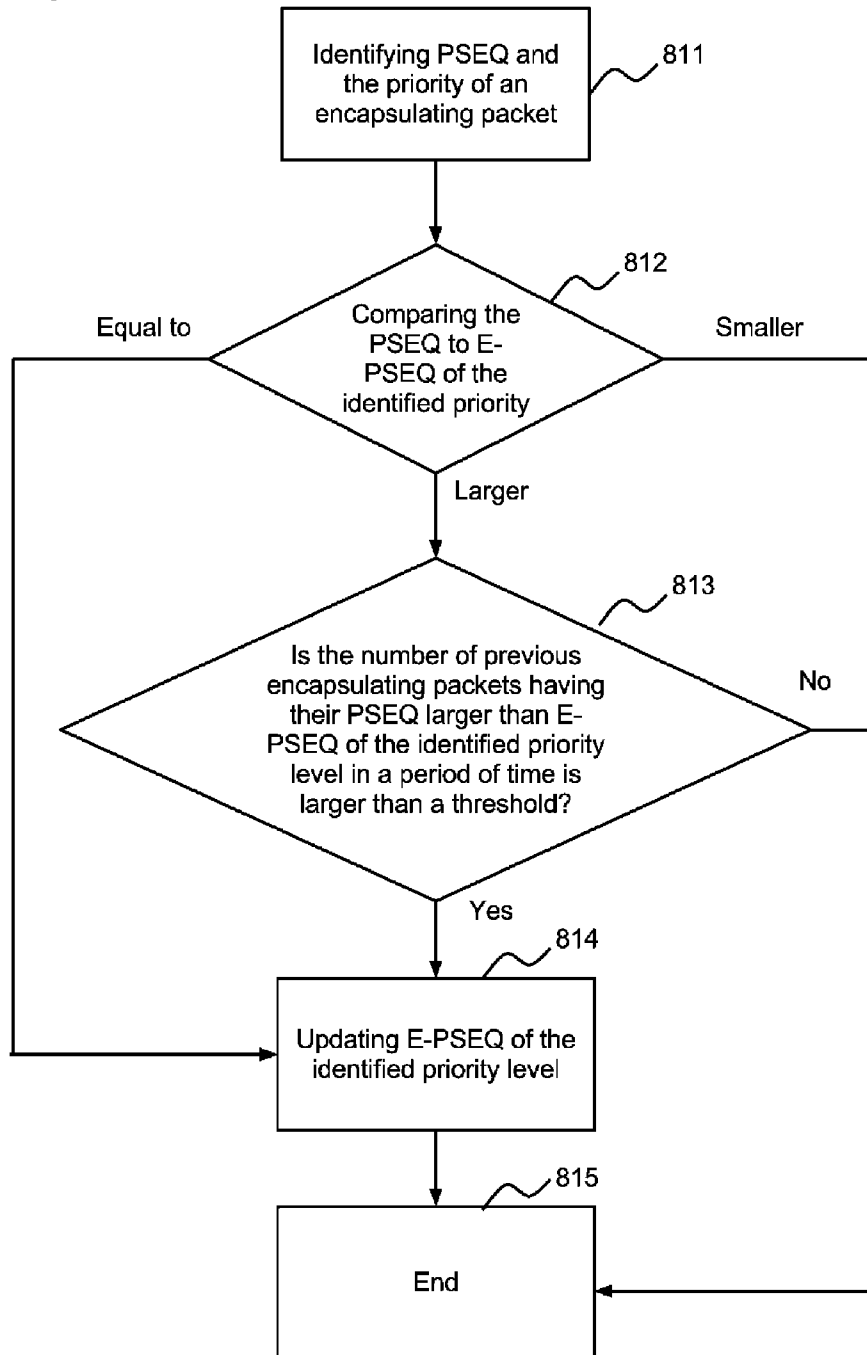 Identifying PSEQ and
the priority of an
encapsulating packet
811
812
Equal to
Comparing the
PSEQ to E-
PSEQ of the
identified priority
Smaller
Larger
813
Is the number of previous
encapsulating packets having
their PSEQ larger than E-
PSEQ of the identified priority
level in a period of time is
larger than a threshold?
No
Yes
814
Updating E-PSEQ of the
identified priority level
815
End